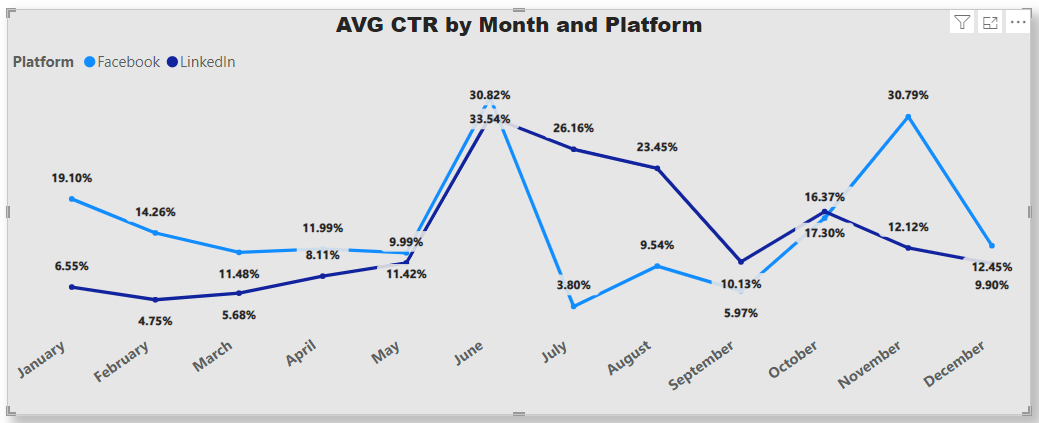 AVG CTR by Month and Platform
Platform Facebook LinkedIn
30.82% 30.79%
33.54% 26.16%
23.45%
19.10%
16.37%
14.26%
11.99% 12.12%
17.30%
9.99% 9.54%
8.11%
6.55% 11.48% 11.42% 12.45%
3.80% 10.13% 9.90%
4.75% 5.68% 5.97%
January February March April May June July August September October November December